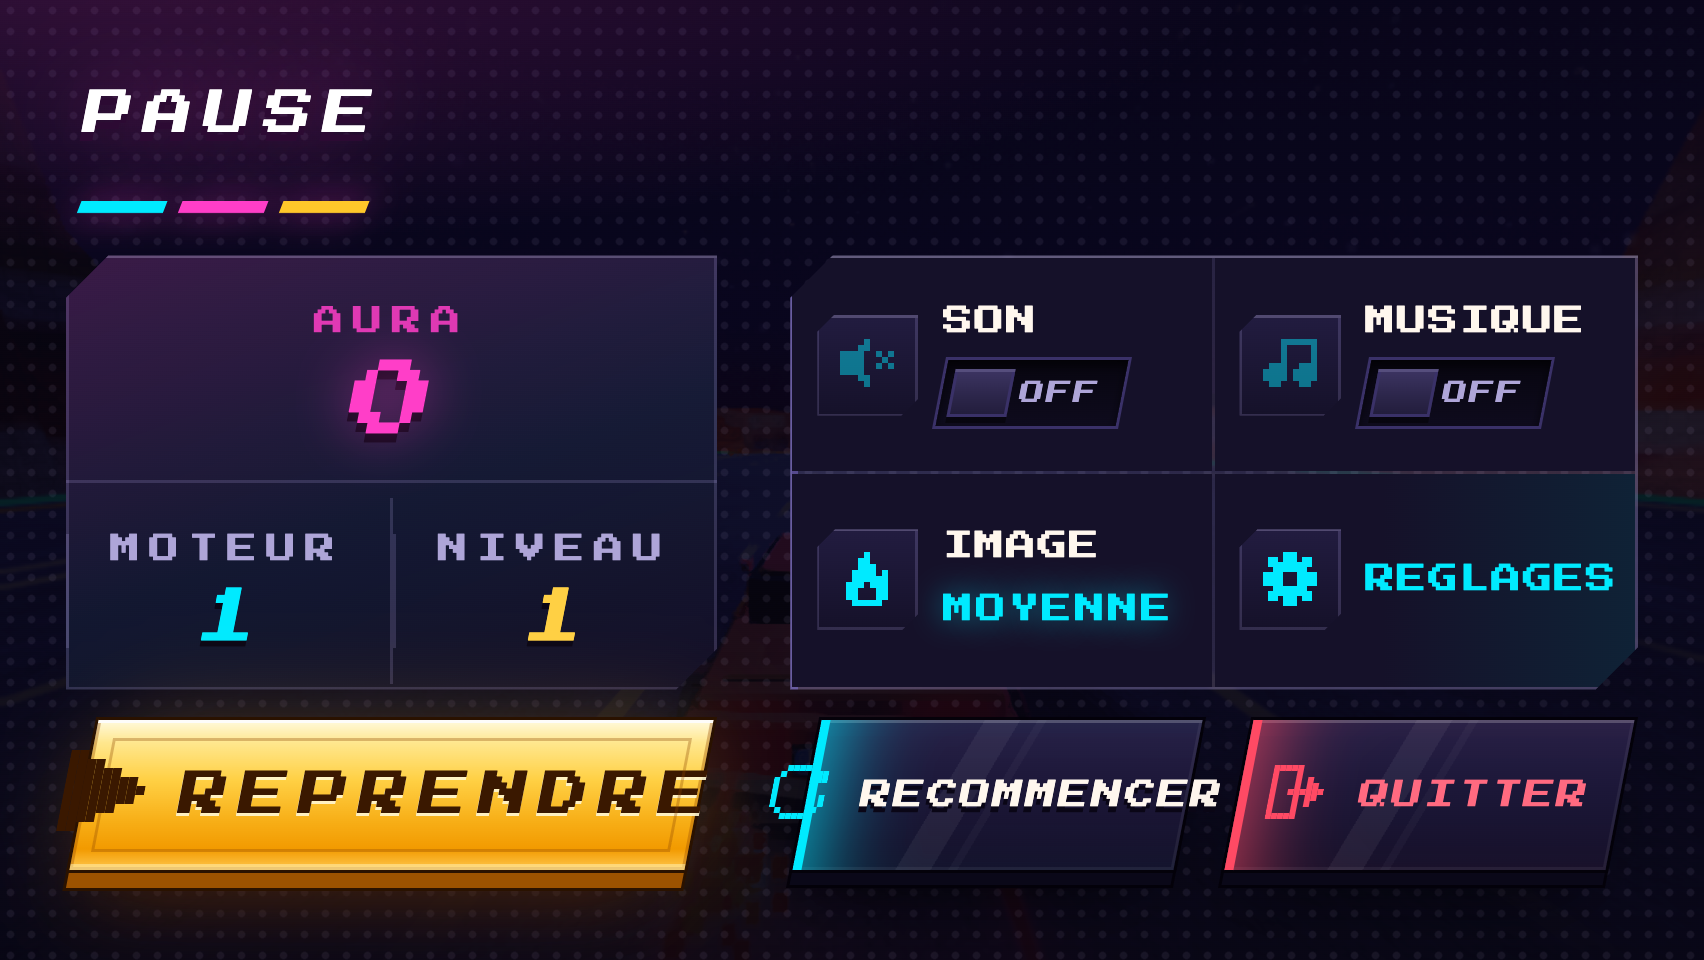 PAUSE
AURA
0
MOTEUR
1
NIVEAU
1
SON
OFF
MUSIQUE
OFF
IMAGE
MOYENNE
REGLAGES
REPRENDRE
RECOMMENCER
QUITTER